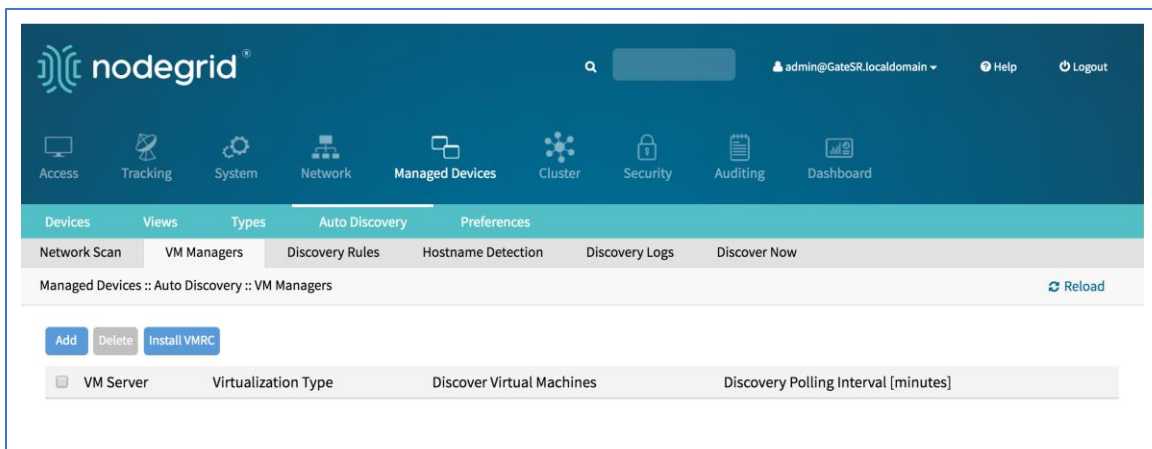 nodegrid®
admin@GateSR.localdomain Help Logout
Access Tracking System Network Managed Devices Cluster Security Auditing Dashboard
Devices Views Types Auto Discovery Preferences
Network Scan VM Managers Discovery Rules Hostname Detection Discovery Logs Discover Now
Managed Devices :: Auto Discovery :: VM Managers Reload
Add Delete Install VMRC
VM Server Virtualization Type Discover Virtual Machines Discovery Polling Interval [minutes]